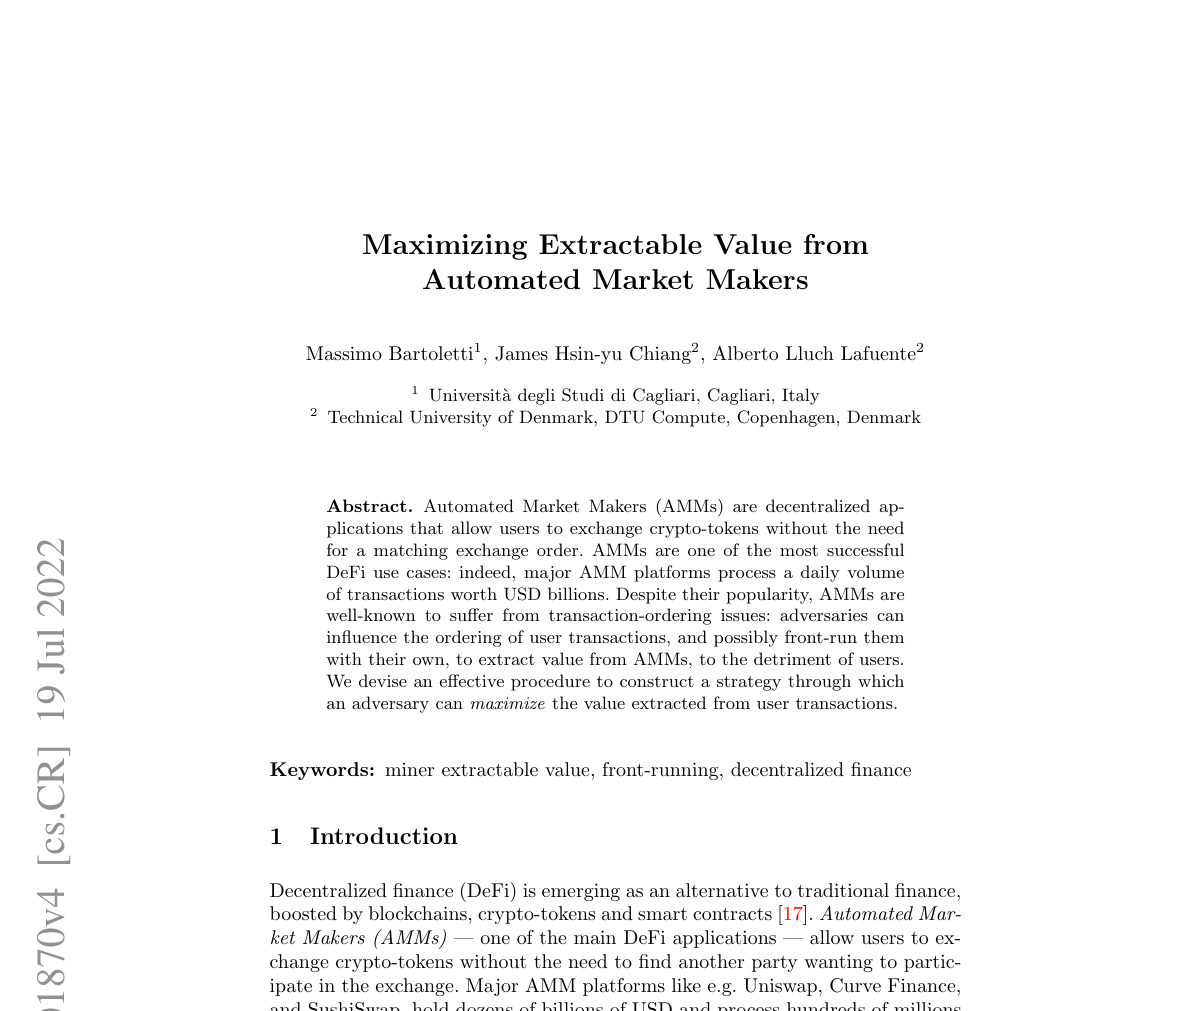 Maximizing Extractable Value from
Automated Market Makers
Massimo Bartoletti1, James Hsin-yu Chiang2, Alberto Lluch Lafuente2
1 Università degli Studi di Cagliari, Cagliari, Italy
2 Technical University of Denmark, DTU Compute, Copenhagen, Denmark
Abstract. Automated Market Makers (AMMs) are decentralized ap-
plications that allow users to exchange crypto-tokens without the need
for a matching exchange order. AMMs are one of the most successful
DeFi use cases: indeed, major AMM platforms process a daily volume
of transactions worth USD billions. Despite their popularity, AMMs are
well-known to suffer from transaction-ordering issues: adversaries can
influence the ordering of user transactions, and possibly front-run them
with their own, to extract value from AMMs, to the detriment of users.
We devise an effective procedure to construct a strategy through which
an adversary can maximize the value extracted from user transactions.
Keywords: miner extractable value, front-running, decentralized finance
1 Introduction
Decentralized finance (DeFi) is emerging as an alternative to traditional finance,
boosted by blockchains, crypto-tokens and smart contracts [17]. Automated Mar-
ket Makers (AMMs) — one of the main DeFi applications — allow users to ex-
change crypto-tokens without the need to find another party wanting to partic-
ipate in the exchange. Major AMM platforms like e.g. Uniswap, Curve Finance,
and SushiSwap, hold dozens of billions of USD and process hundreds of millions
01870v4 [cs.CR] 19 Jul 2022